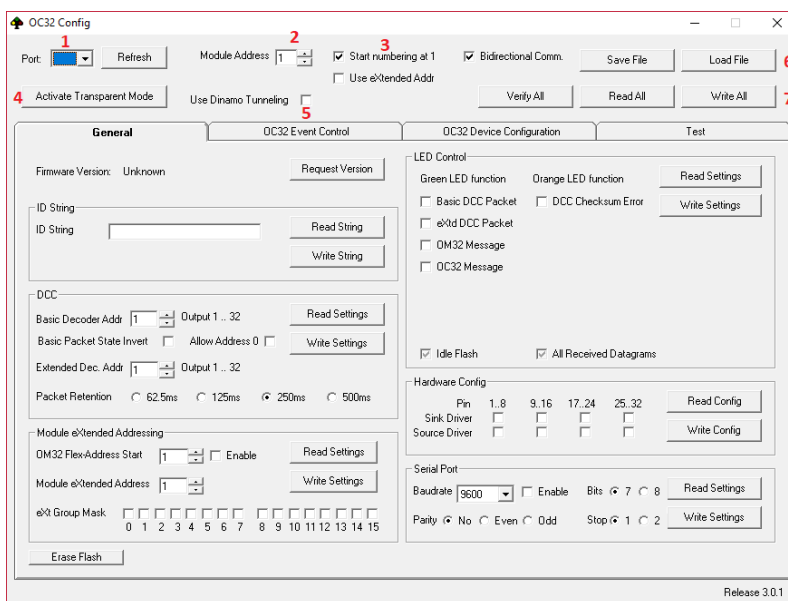 OC32 Config
1 2 3
Port: Refresh Module Address 1 Start numbering at 1 Bidirectional Comm. Save File Load File 6
Use eXtended Addr
4 Activate Transparent Mode Use Dinamo Tunneling Verify All Read All Write All 7
5
General OC32 Event Control OC32 Device Configuration Test
Firmware Version: Unknown Request Version
ID String
ID String Read String
Write String
DCC
Basic Decoder Addr 1 Output 1 .. 32 Read Settings
Basic Packet State Invert Allow Address 0 Write Settings
Extended Dec. Addr 1 Output 1 .. 32
Packet Retention 62.5ms 125ms 250ms 500ms
Module eXtended Addressing
OM32 Flex-Address Start 1 Enable Read Settings
Module eXtended Address 1 Write Settings
eXt Group Mask
0 1 2 3 4 5 6 7 8 9 10 11 12 13 14 15
Erase Flash
LED Control
Green LED function Orange LED function Read Settings
Basic DCC Packet DCC Checksum Error Write Settings
eXtd DCC Packet
OM32 Message
OC32 Message
Idle Flash All Received Datagrams
Hardware Config
Pin 1..8 9..16 17..24 25..32 Read Config
Sink Driver
Source Driver Write Config
Serial Port
Baudrate 9600 Enable Bits 7 8 Read Settings
Parity No Even Odd Stop 1 2 Write Settings
Release 3.0.1